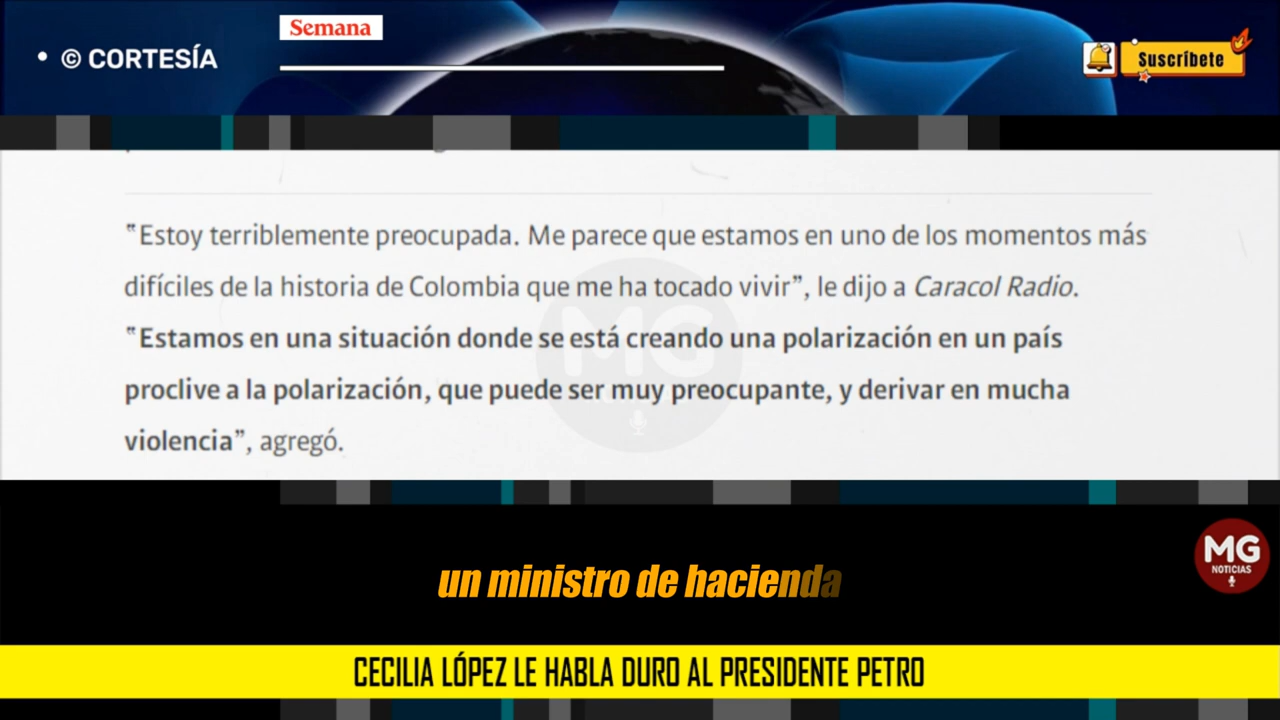 Semana
• © CORTESÍA
Suscríbete
“Estoy terriblemente preocupada. Me parece que estamos en uno de los momentos más
difíciles de la historia de Colombia que me ha tocado vivir”, le dijo a Caracol Radio.
“Estamos en una situación donde se está creando una polarización en un país
proclive a la polarización, que puede ser muy preocupante, y derivar en mucha
violencia”, agregó.
MG
un ministro de hacienda
MG
NOTICIAS
CECILIA LÓPEZ LE HABLA DURO AL PRESIDENTE PETRO